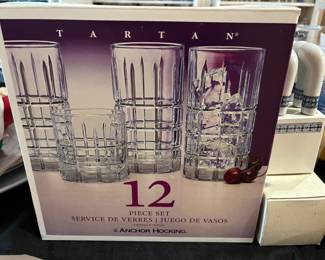 TARTAN®
12
PIECE SET
SERVICE DE VERRES | JUEGO DE VASOS
ANCHOR HOCKING.